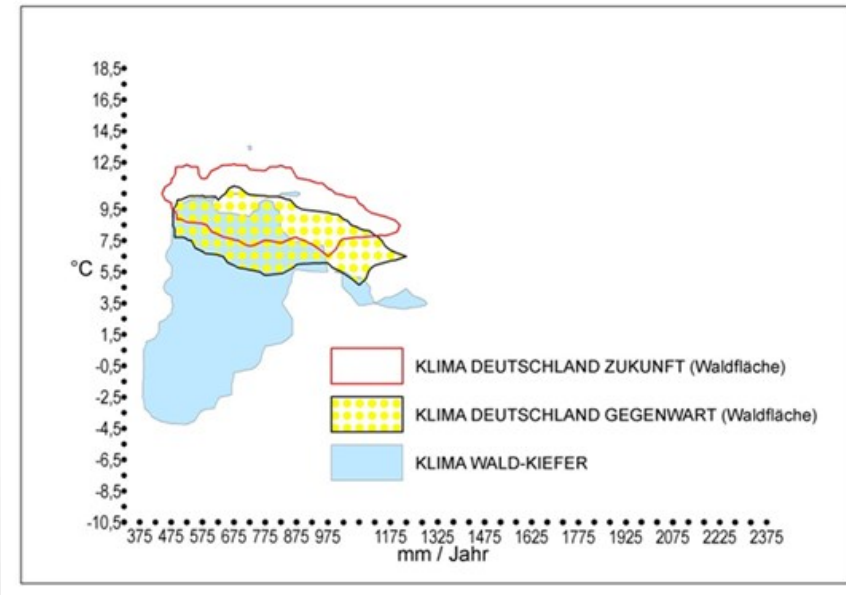 18,5
16,5
14,5
12,5
9,5
7,5
°C
5,5
3,5
1,5
-0,5
-2,5
-4,5
-6,5
-8,5
-10,5
KLIMA DEUTSCHLAND ZUKUNFT (Waldfläche)
KLIMA DEUTSCHLAND GEGENWART (Waldfläche)
KLIMA WALD-KIEFER
375 475 575 675 775 875 975 1175 1325 1425 1525 1625 1775 1925 2075 2225 2375
mm / Jahr